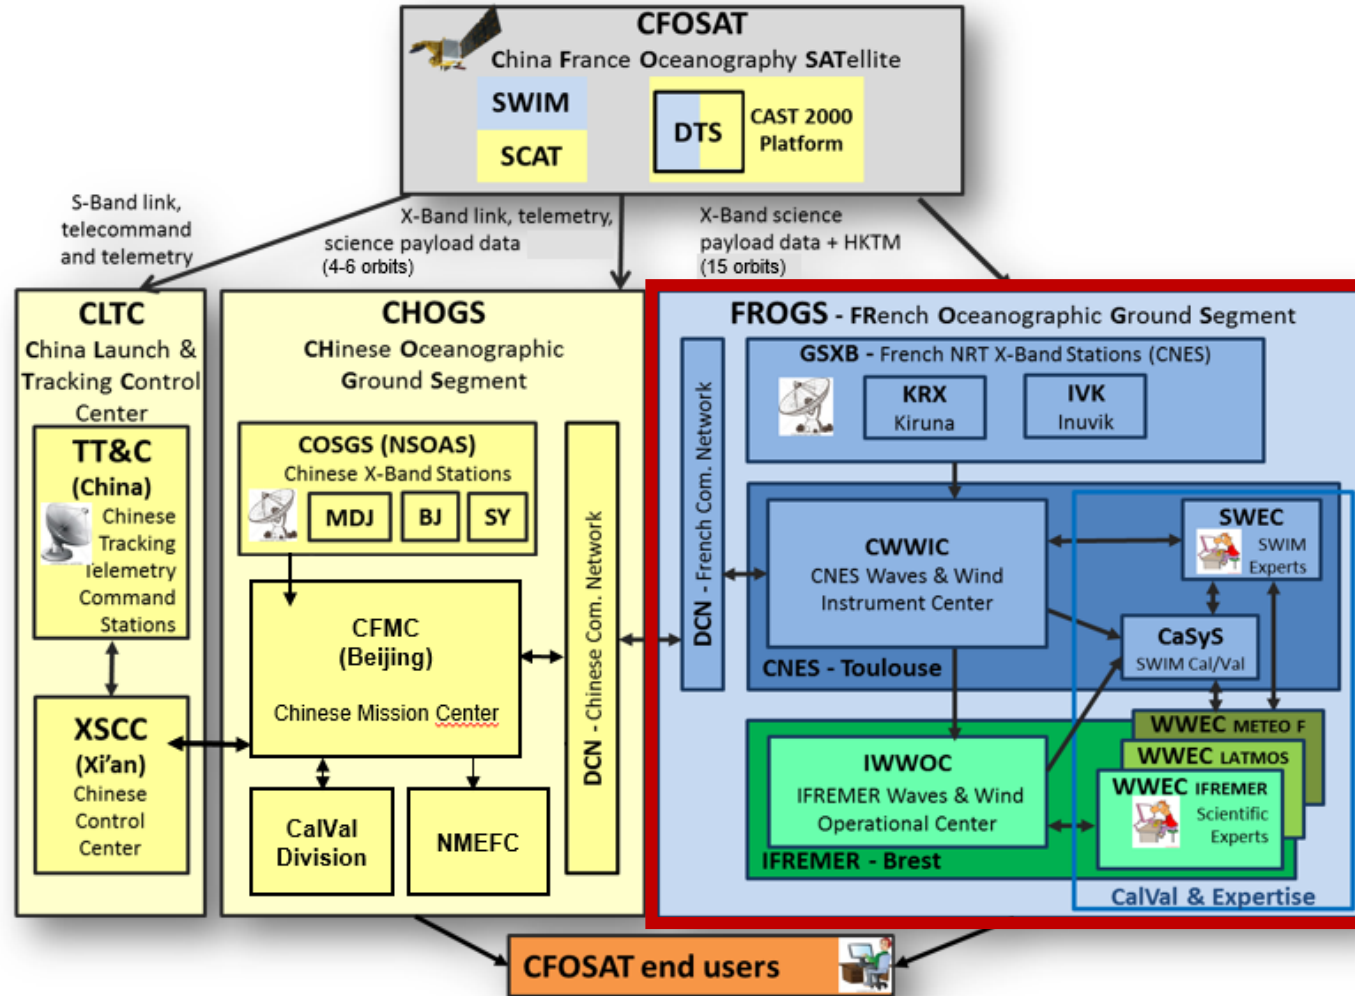 CFOSAT
China France Oceanography SATellite
SWIM
SCAT
DTS
CAST 2000
Platform
S-Band link,
telecommand
and telemetry
X-Band link, telemetry,
science payload data
(4-6 orbits)
X-Band science
payload data + HKTM
(15 orbits)
CLTC
China Launch &
Tracking Control
Center
TT&C
(China)
Chinese
Tracking
Telemetry
Command
Stations
XSCC
(Xi'an)
Chinese
Control
Center
CHOGS
CHinese Oceanographic
Ground Segment
COSGS (NSOAS)
Chinese X-Band Stations
MDJ
BJ
SY
CFMC
(Beijing)
Chinese Mission Center
CalVal
Division
NMEFC
DCN - Chinese Com. Network
FROGS - FRench Oceanographic Ground Segment
DCN - French Com. Network
GSXB - French NRT X-Band Stations (CNES)
KRX
Kiruna
IVK
Inuvik
CWWIC
CNES Waves & Wind
Instrument Center
SWEC
SWIM
Experts
CaSyS
SWIM Cal/Val
CNES - Toulouse
IWWOC
IFREMER Waves & Wind
Operational Center
WWEC METEO F
WWEC LATMOS
WWEC IFREMER
Scientific
Experts
IFREMER - Brest
CalVal & Expertise
CFOSAT end users